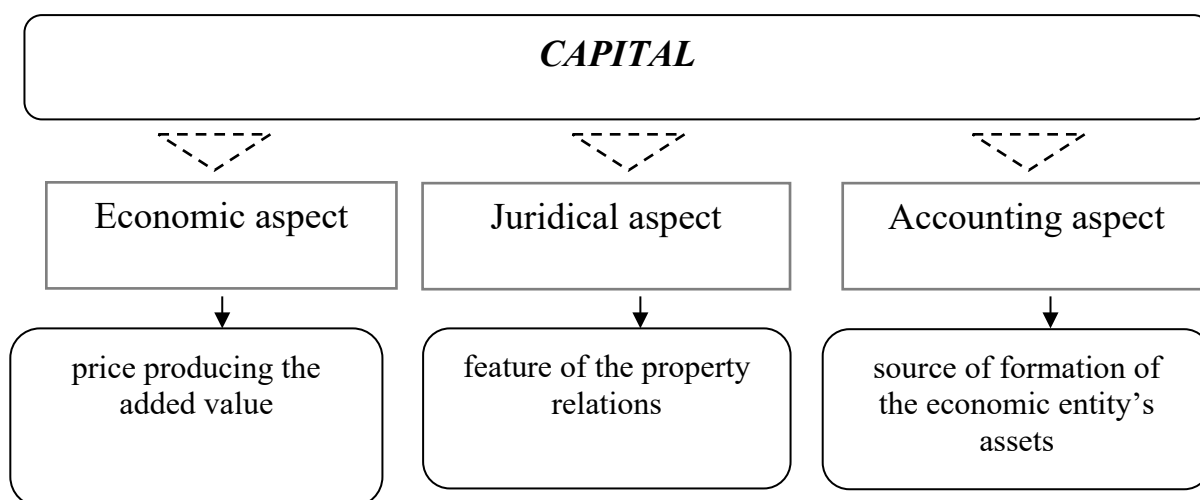 CAPITAL
Economic aspect
Juridical aspect
Accounting aspect
price producing the
added value
feature of the property
relations
source of formation of
the economic entity’s
assets